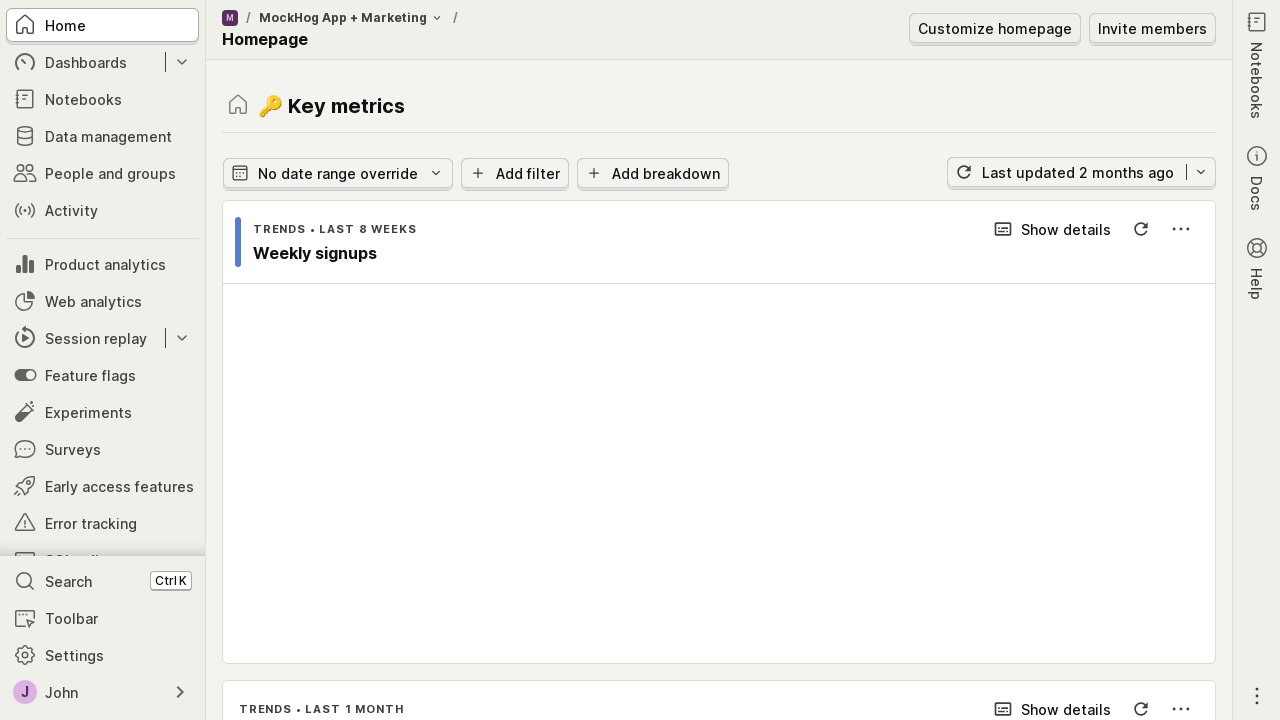 Home
Dashboards
Notebooks
Data management
People and groups
Activity
Product analytics
Web analytics
Session replay
Feature flags
Experiments
Surveys
Early access features
Error tracking
Search
Ctrl K
Toolbar
Settings
J
John
M / MockHog App + Marketing /
Homepage
Customize homepage
Invite members
🔑 Key metrics
No date range override
Add filter
Add breakdown
Last updated 2 months ago
TRENDS • LAST 8 WEEKS
Weekly signups
Show details
TRENDS • LAST 1 MONTH
Show details
Notebooks
Docs
Help